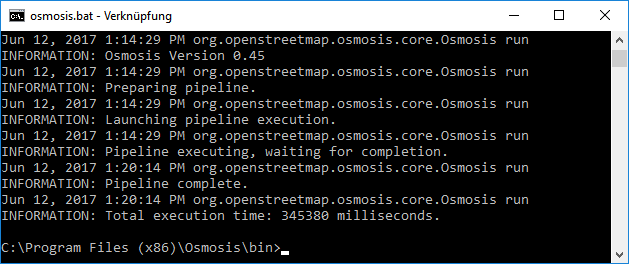 osmosis.bat - Verknüpfung
Jun 12, 2017 1:14:29 PM org.openstreetmap.osmosis.core.Osmosis run
INFORMATION: Osmosis Version 0.45
Jun 12, 2017 1:14:29 PM org.openstreetmap.osmosis.core.Osmosis run
INFORMATION: Preparing pipeline.
Jun 12, 2017 1:14:29 PM org.openstreetmap.osmosis.core.Osmosis run
INFORMATION: Launching pipeline execution.
Jun 12, 2017 1:14:29 PM org.openstreetmap.osmosis.core.Osmosis run
INFORMATION: Pipeline executing, waiting for completion.
Jun 12, 2017 1:20:14 PM org.openstreetmap.osmosis.core.Osmosis run
INFORMATION: Pipeline complete.
Jun 12, 2017 1:20:14 PM org.openstreetmap.osmosis.core.Osmosis run
INFORMATION: Total execution time: 345380 milliseconds.
C:\Program Files (x86)\Osmosis\bin>